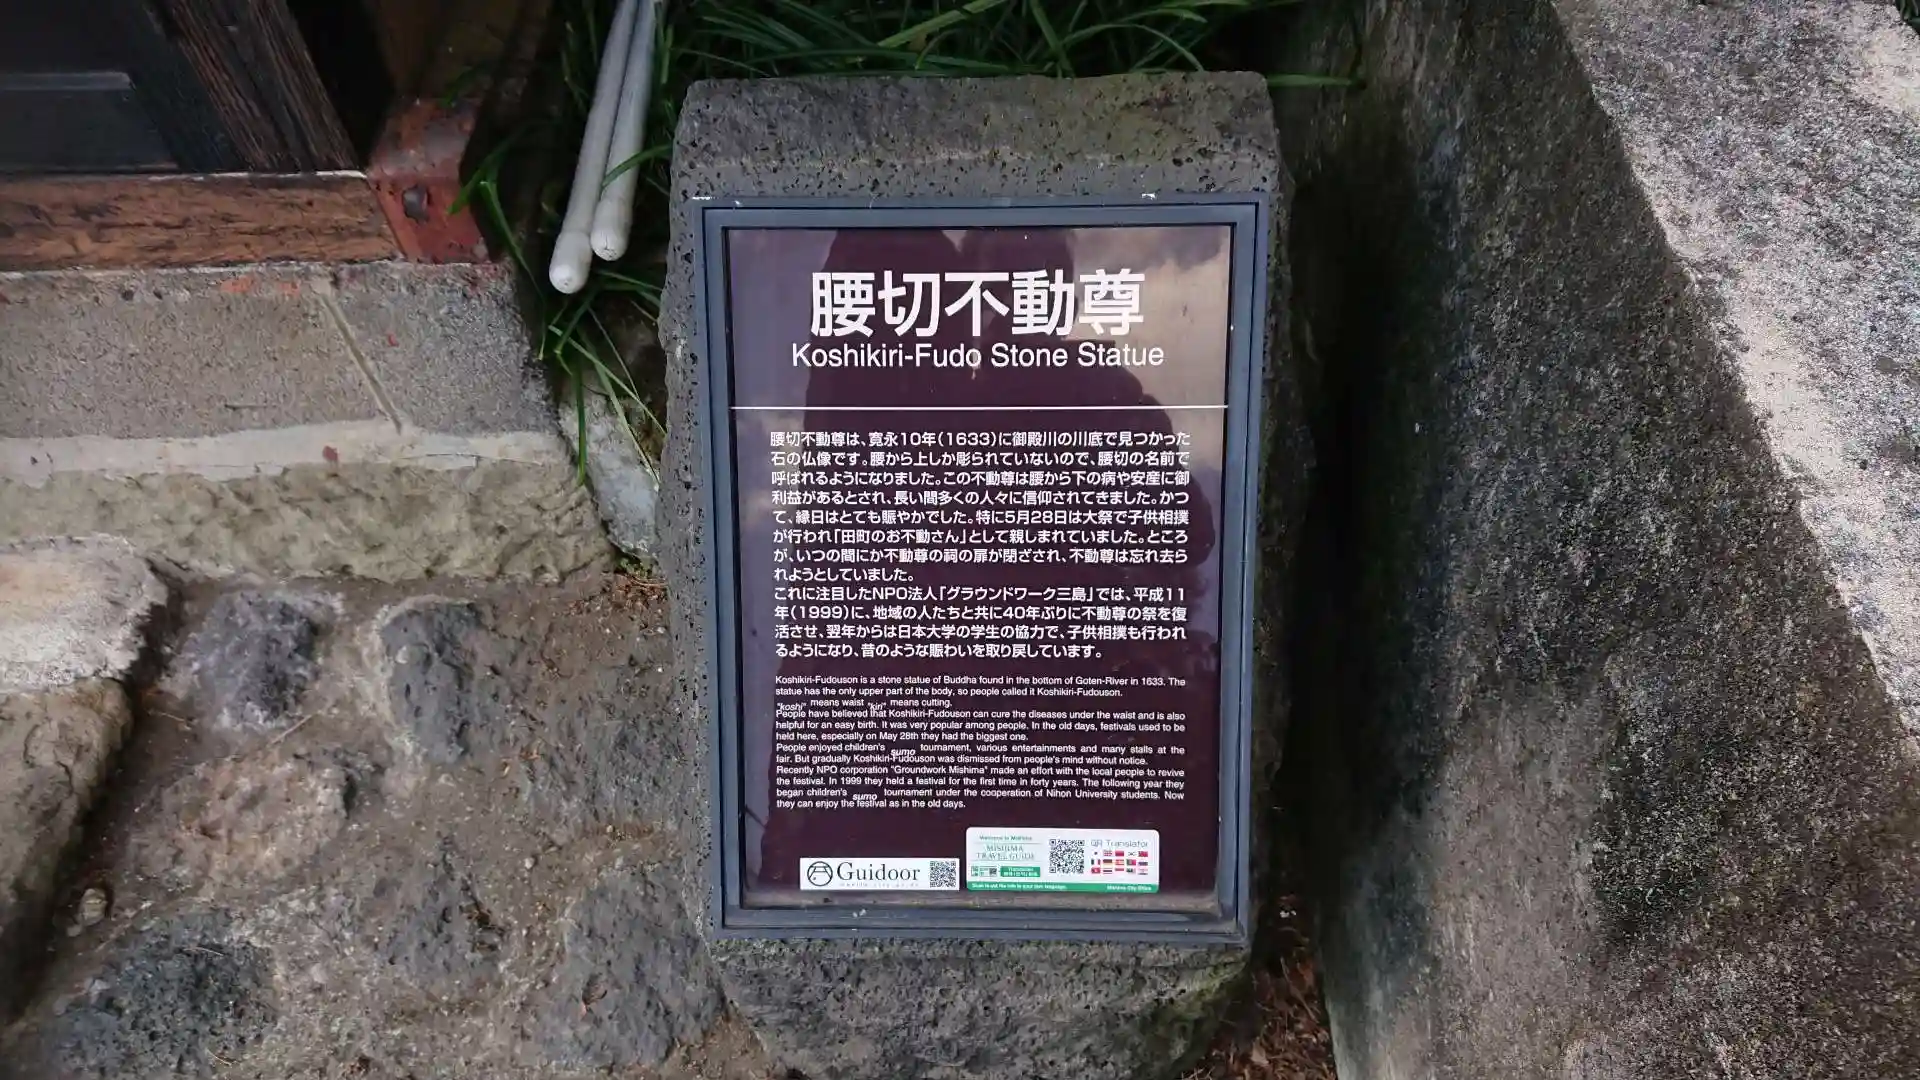 腰切不動尊
Koshikiri-Fudo Stone Statue
腰切不動尊は、寛永10年(1633)に御殿川の川底で見つかった
石の仏像です。腰から上しか彫られていないので、腰切の名前で
呼ばれるようになりました。この不動尊は腰から下の病や安産に御
利益があるとされ、長い間多くの人々に信仰されてきました。かつ
て、縁日はとても賑やかでした。特に5月28日は大祭で子供相撲
が行われ「田町のお不動さん」として親しまれていました。ところ
が、いつの間にか不動尊の祠の扉が閉ざされ、不動尊は忘れ去ら
れようとしていました。
これに注目したNPO法人「グラウンドワーク三島」では、平成11
年(1999)に、地域の人たちと共に40年ぶりに不動尊の祭を復
活させ、翌年からは日本大学の学生の協力で、子供相撲も行われ
るようになり、昔のような賑わいを取り戻しています。
Koshikiri-Fudouson is a stone statue of Buddha found in the bottom of Goten-River in 1633. The
statue has the only upper part of the body, so people called it Koshikiri-Fudouson.
"koshi" means waist "kiri" means cutting.
People have believed that Koshikiri-Fudouson can cure the diseases under the waist and is also
helpful for an easy birth. It was very popular among people. In the old days, festivals used to be
held here, especially on May 28th they had the biggest one.
People enjoyed children's sumo tournament, various entertainments and many stalls at the
fair. But gradually Koshikiri-Fudouson was dismissed from people's mind without notice.
Recently NPO corporation "Groundwork Mishima" made an effort with the local people to revive
the festival. In 1999 they held a festival for the first time in forty years. The following year they
began children's sumo tournament under the cooperation of Nihon University students. Now
they can enjoy the festival as in the old days.
Guidoor
Welcome to Mishima
MISHIMA
TRAVEL GUIDE
QR Translator
Mishima City Office